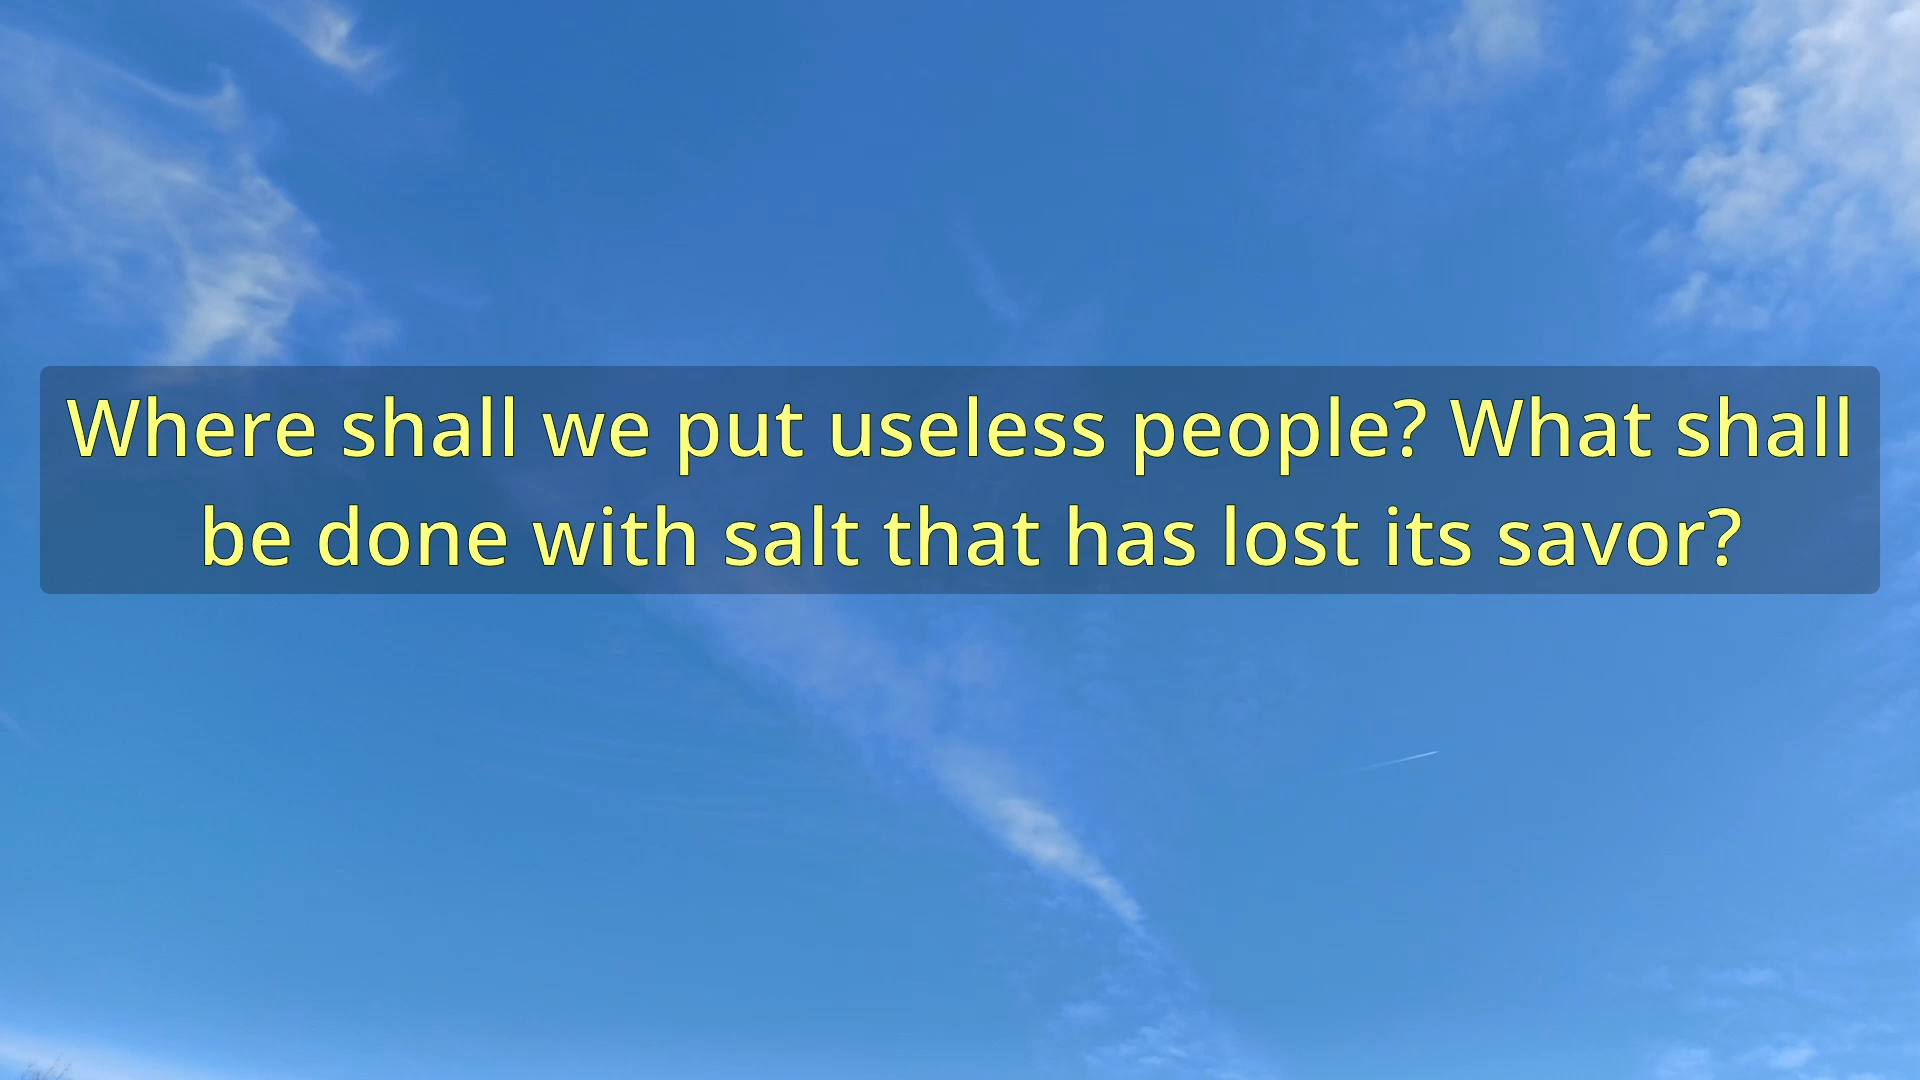 Where shall we put useless people? What shall
be done with salt that has lost its savor?